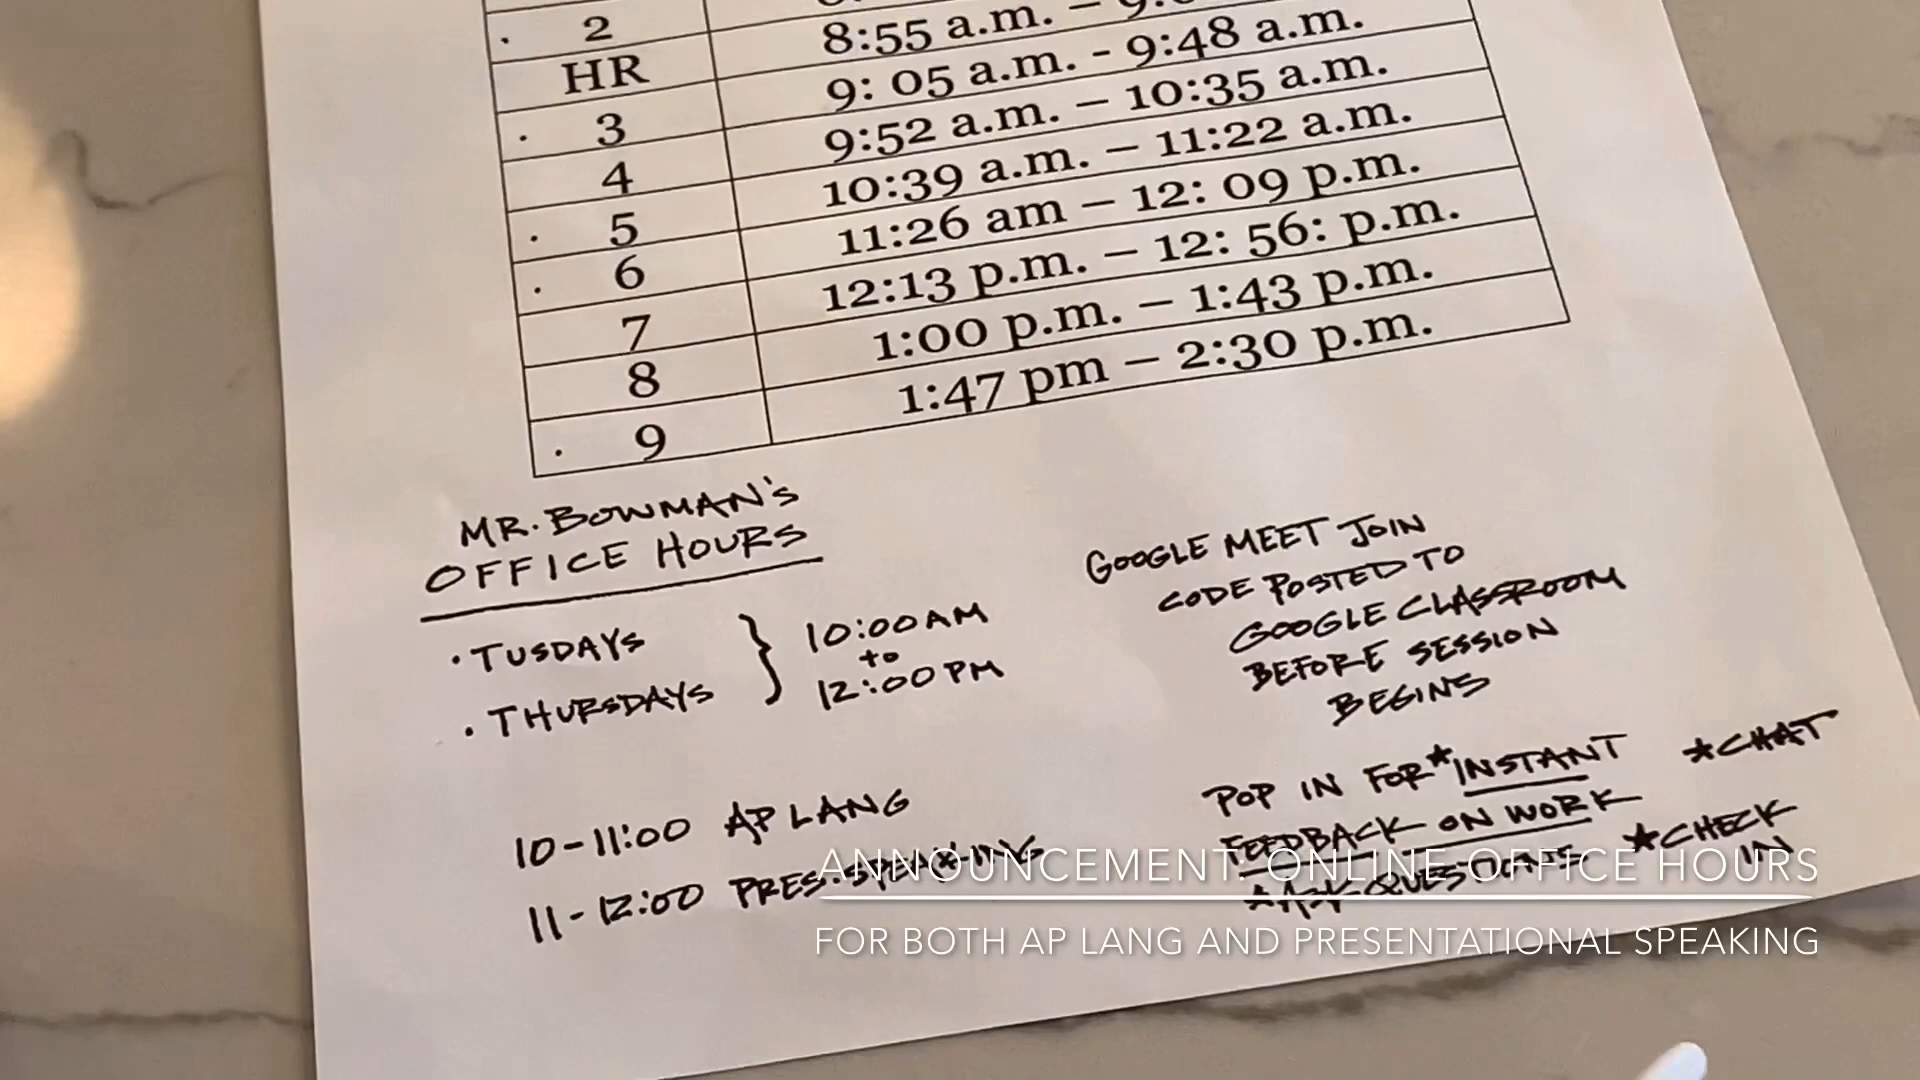 2
HR 8:55 a.m. –
3 9: 05 a.m. - 9:48 a.m.
4 9:52 a.m. – 10:35 a.m.
5 10:39 a.m. – 11:22 a.m.
6 11:26 am – 12: 09 p.m.
7 12:13 p.m. – 12: 56: p.m.
8 1:00 p.m. – 1:43 p.m.
9 1:47 pm – 2:30 p.m.
MR. BOWMAN'S
OFFICE HOURS
• TUSDAYS
• THURSDAYS
10:00 AM
to
12:00 PM
10-11:00 AP LANG
11-12:00 PRES. SPEAKING
GOOGLE MEET JOIN
CODE POSTED TO
GOOGLE CLASSROOM
BEFORE SESSION
BEGINS
POP IN FOR *INSTANT
FEEDBACK ON WORK
*ASK QUESTIONS
*CHAT
*CHECK
IN
ANNOUNCEMENT: ONLINE OFFICE HOURS
FOR BOTH AP LANG AND PRESENTATIONAL SPEAKING